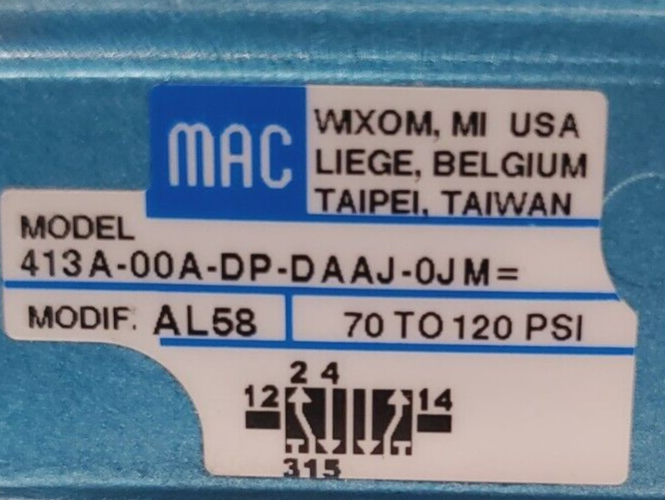 MAC
WIXOM, MI USA
LIEGE, BELGIUM
TAIPEI, TAIWAN
MODEL
413A-00A-DP-DAAJ-0JM=
MODIF. AL58
70 TO 120 PSI
2 4
12 14
315